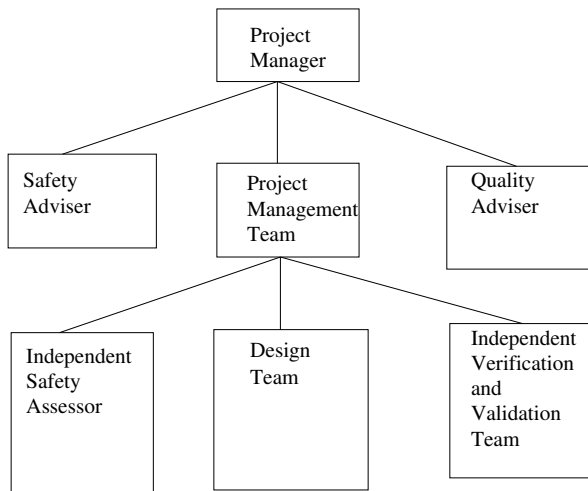 Project
Manager
Safety
Adviser
Project
Management
Team
Quality
Adviser
Independent
Safety
Assessor
Design
Team
Independent
Verification
and
Validation
Team